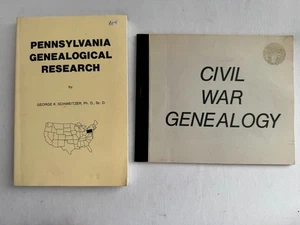 PENNSYLVANIA
GENEALOGICAL
RESEARCH
by
GEORGE K. SCHWEITZER, Ph. D., Sc. D.
CIVIL
WAR
GENEALOGY